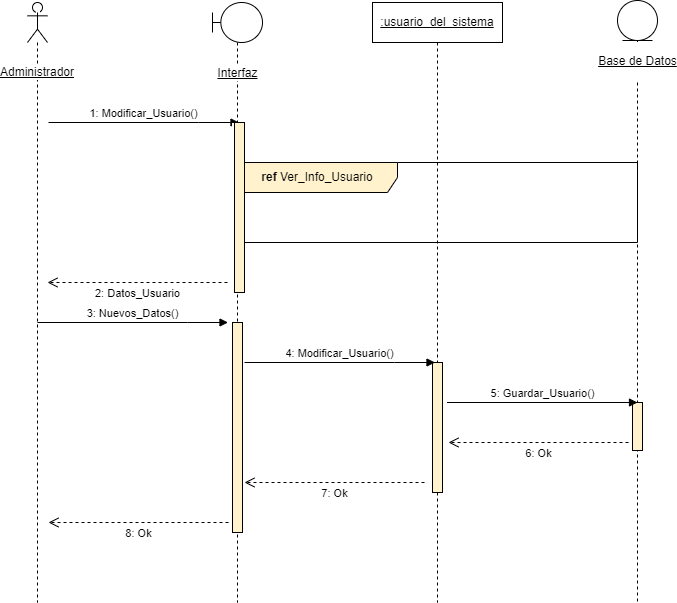 :usuario_del_sistema
Administrador
Interfaz
Base de Datos
1: Modificar_Usuario()
ref Ver_Info_Usuario
2: Datos_Usuario
3: Nuevos_Datos()
4: Modificar_Usuario()
5: Guardar_Usuario()
6: Ok
7: Ok
8: Ok